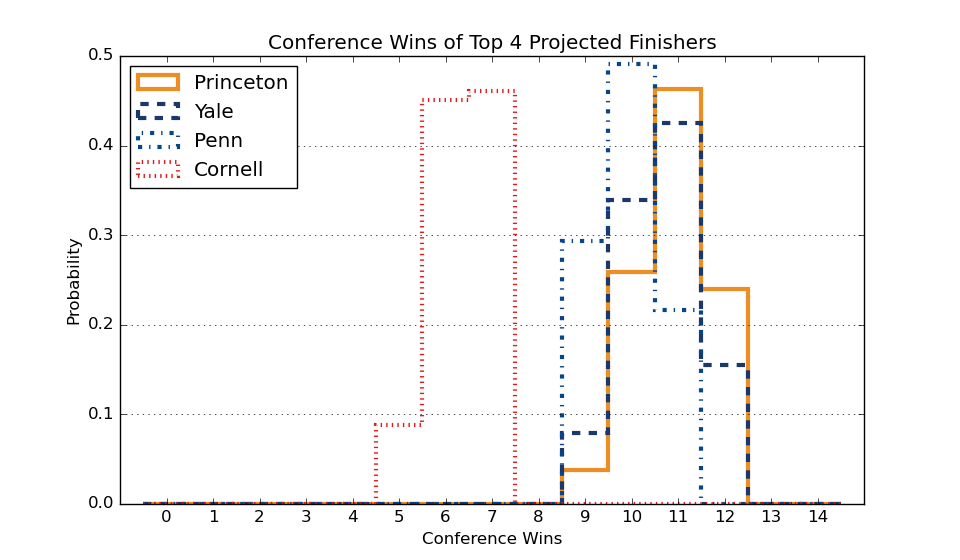 Conference Wins of Top 4 Projected Finishers
0.5
0.4
0.3
0.2
0.1
0.0
Probability
Princeton
Yale
Penn
Cornell
0 1 2 3 4 5 6 7 8 9 10 11 12 13 14
Conference Wins